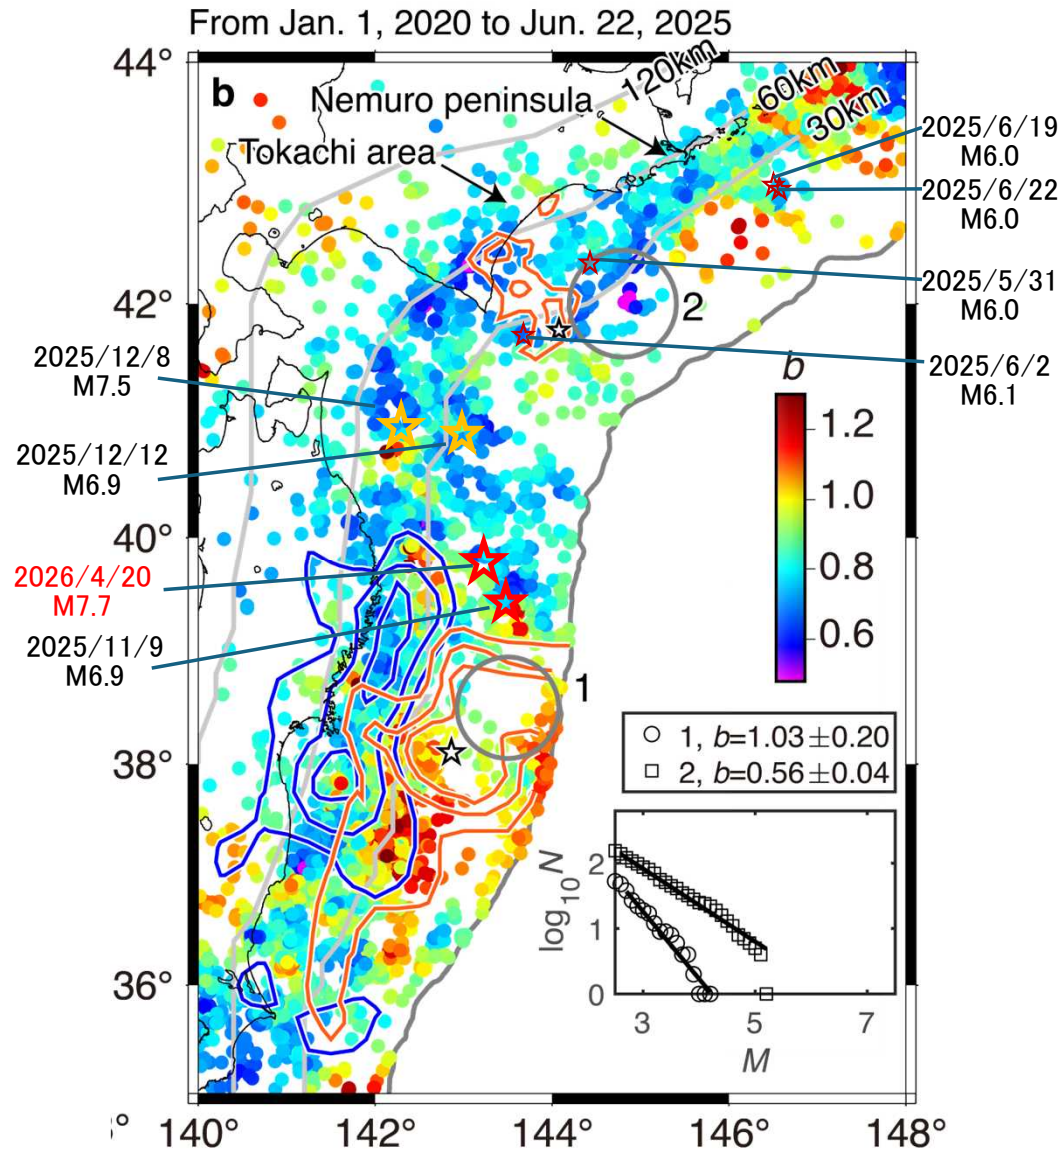 From Jan. 1, 2020 to Jun. 22, 2025
b
44°
42°
40°
38°
36°
120km
60km
30km
Nemuro peninsula
Tokachi area
2025/6/19
M6.0
2025/6/22
M6.0
2025/5/31
M6.0
2025/6/2
M6.1
2
2025/12/8
M7.5
2025/12/12
M6.9
2026/4/20
M7.7
2025/11/9
M6.9
1
b
1.2
1.0
0.8
0.6
1, b=1.03±0.20
2, b=0.56±0.04
log10N
2
1
0
3 5 7
M
°
140° 142° 144° 146° 148°